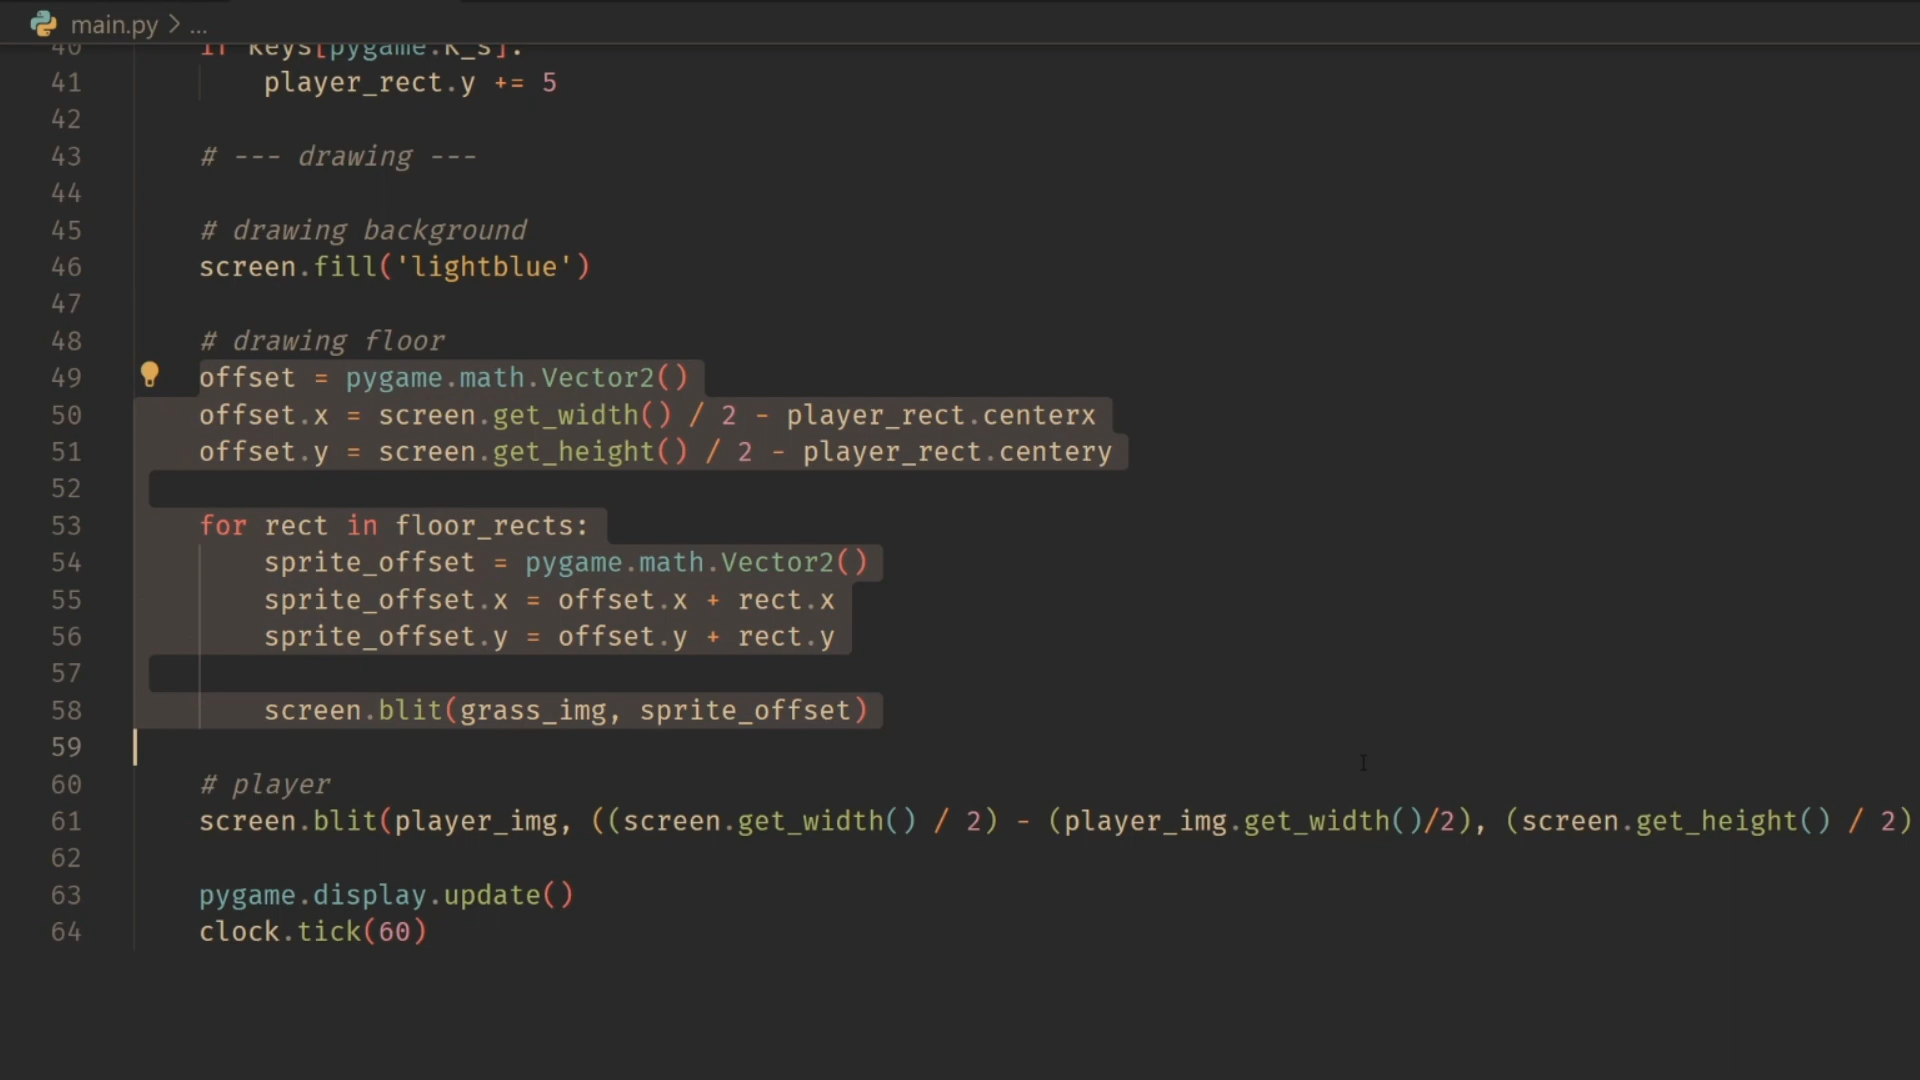 main.py > ...
40 if keys[pygame.K_s]:
41 player_rect.y += 5
42
43 # --- drawing ---
44
45 # drawing background
46 screen.fill('lightblue')
47
48 # drawing floor
49 offset = pygame.math.Vector2()
50 offset.x = screen.get_width() / 2 - player_rect.centerx
51 offset.y = screen.get_height() / 2 - player_rect.centery
52
53 for rect in floor_rects:
54 sprite_offset = pygame.math.Vector2()
55 sprite_offset.x = offset.x + rect.x
56 sprite_offset.y = offset.y + rect.y
57
58 screen.blit(grass_img, sprite_offset)
59
60 # player
61 screen.blit(player_img, ((screen.get_width() / 2) - (player_img.get_width()/2), (screen.get_height() / 2)
62
63 pygame.display.update()
64 clock.tick(60)